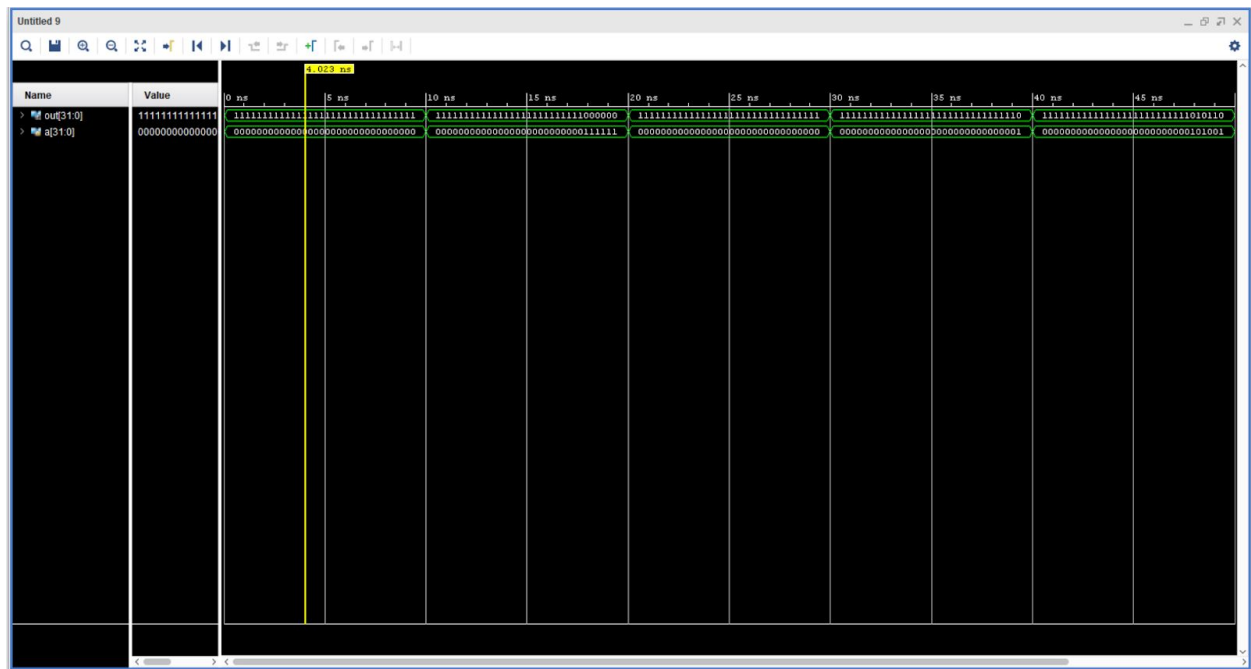 Untitled 9
4.023 ns
Name Value 0 ns 5 ns 10 ns 15 ns 20 ns 25 ns 30 ns 35 ns 40 ns 45 ns
out[31:0] 11111111111111 11111111111111111111111111111111 11111111111111111111111111000000 11111111111111111111111111111111 11111111111111111111111111111110 11111111111111111111111111010110
a[31:0] 00000000000000 00000000000000000000000000000000 00000000000000000000000000111111 00000000000000000000000000000000 00000000000000000000000000000001 00000000000000000000000000101001